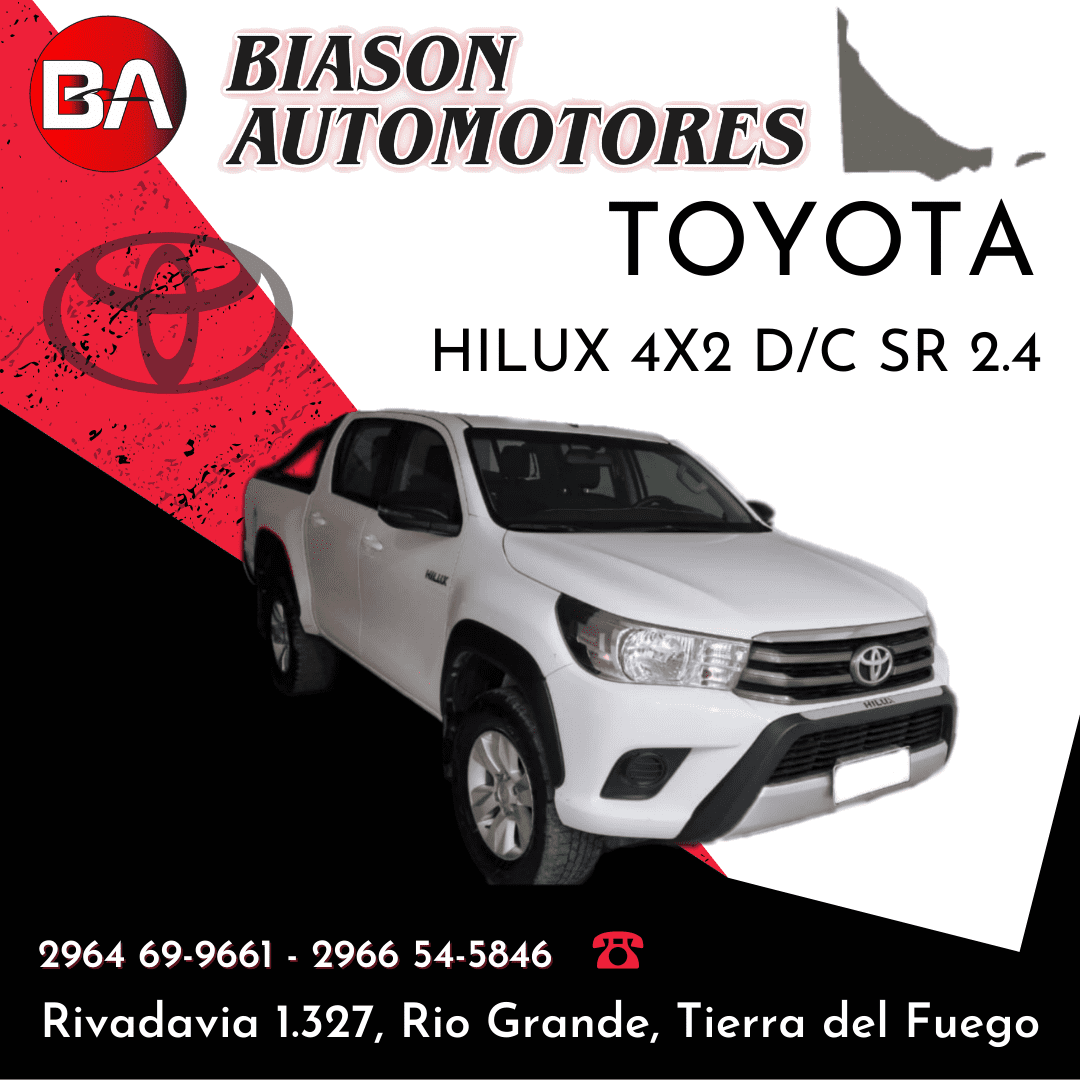 BA
BIASON
AUTOMOTORES
TOYOTA
HILUX 4X2 D/C SR 2.4
HILUX
HILUX
2964 69-9661 - 2966 54-5846
Rivadavia 1.327, Rio Grande, Tierra del Fuego